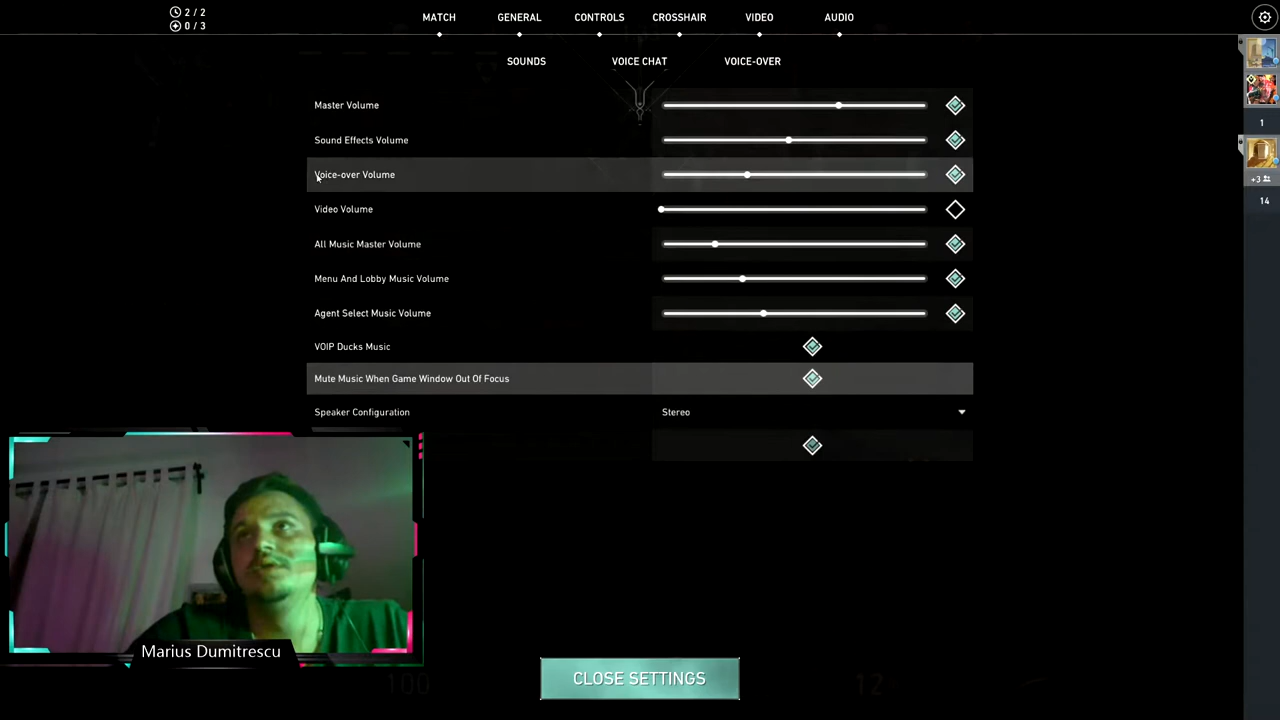 2 / 2
0 / 3
MATCH GENERAL CONTROLS CROSSHAIR VIDEO AUDIO
SOUNDS VOICE CHAT VOICE-OVER
Master Volume
Sound Effects Volume
Voice-over Volume
Video Volume
All Music Master Volume
Menu And Lobby Music Volume
Agent Select Music Volume
VOIP Ducks Music
Mute Music When Game Window Out Of Focus
Speaker Configuration Stereo
1
+3
14
Marius Dumitrescu
CLOSE SETTINGS
100
12